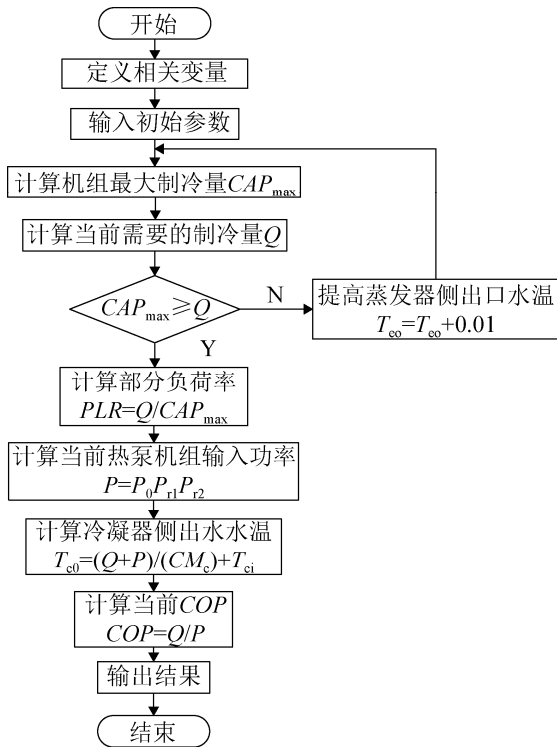 开始
定义相关变量
输入初始参数
计算机组最大制冷量CAPmax
计算当前需要的制冷量Q
CAPmax≥Q
N
提高蒸发器侧出口水温
Teo=Teo+0.01
Y
计算部分负荷率
PLR=Q/CAPmax
计算当前热泵机组输入功率
P=P0Pr1Pr2
计算冷凝器侧出水水温
Tc0=(Q+P)/(CMc)+Tci
计算当前COP
COP=Q/P
输出结果
结束